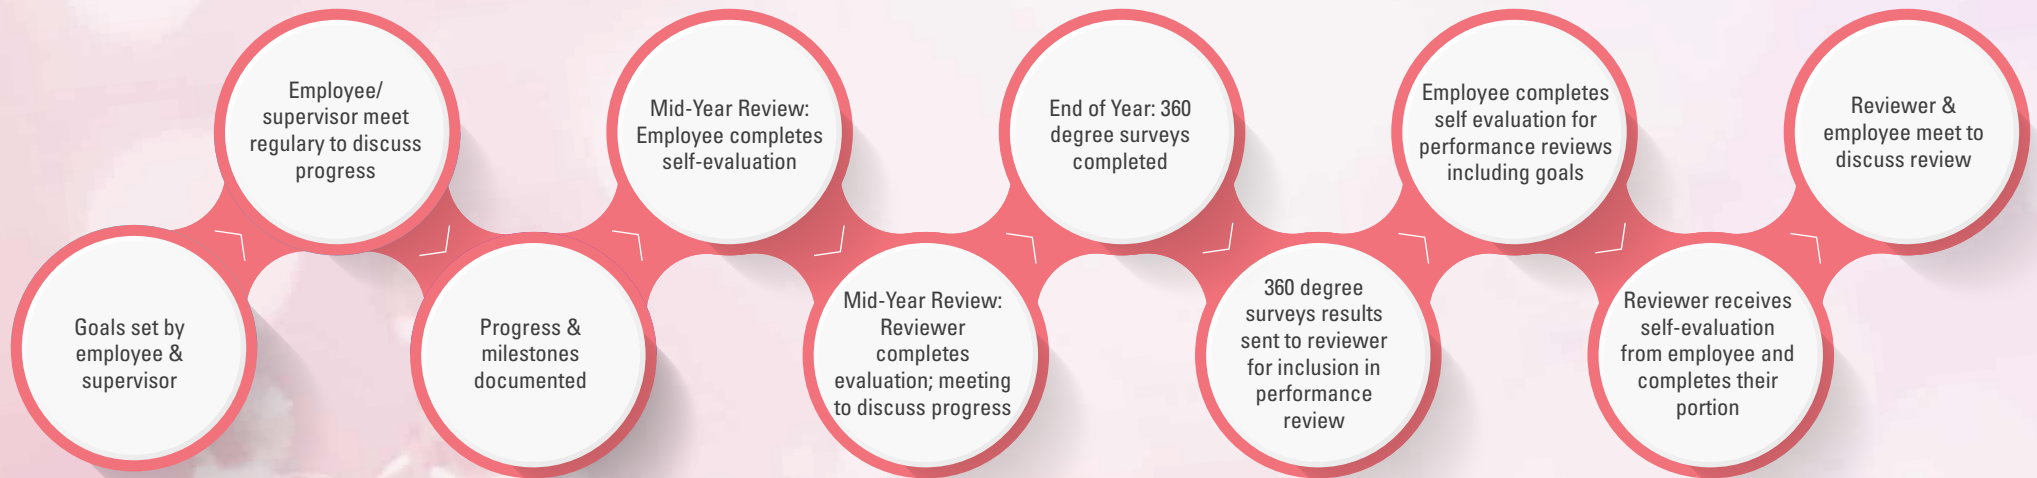 Goals set by
employee &
supervisor
Employee/
supervisor meet
regulary to discuss
progress
Progress &
milestones
documented
Mid-Year Review:
Employee completes
self-evaluation
Mid-Year Review:
Reviewer
completes
evaluation; meeting
to discuss progress
End of Year: 360
degree surveys
completed
360 degree
surveys results
sent to reviewer
for inclusion in
performance
review
Employee completes
self evaluation for
performance reviews
including goals
Reviewer receives
self-evaluation
from employee and
completes their
portion
Reviewer &
employee meet to
discuss review